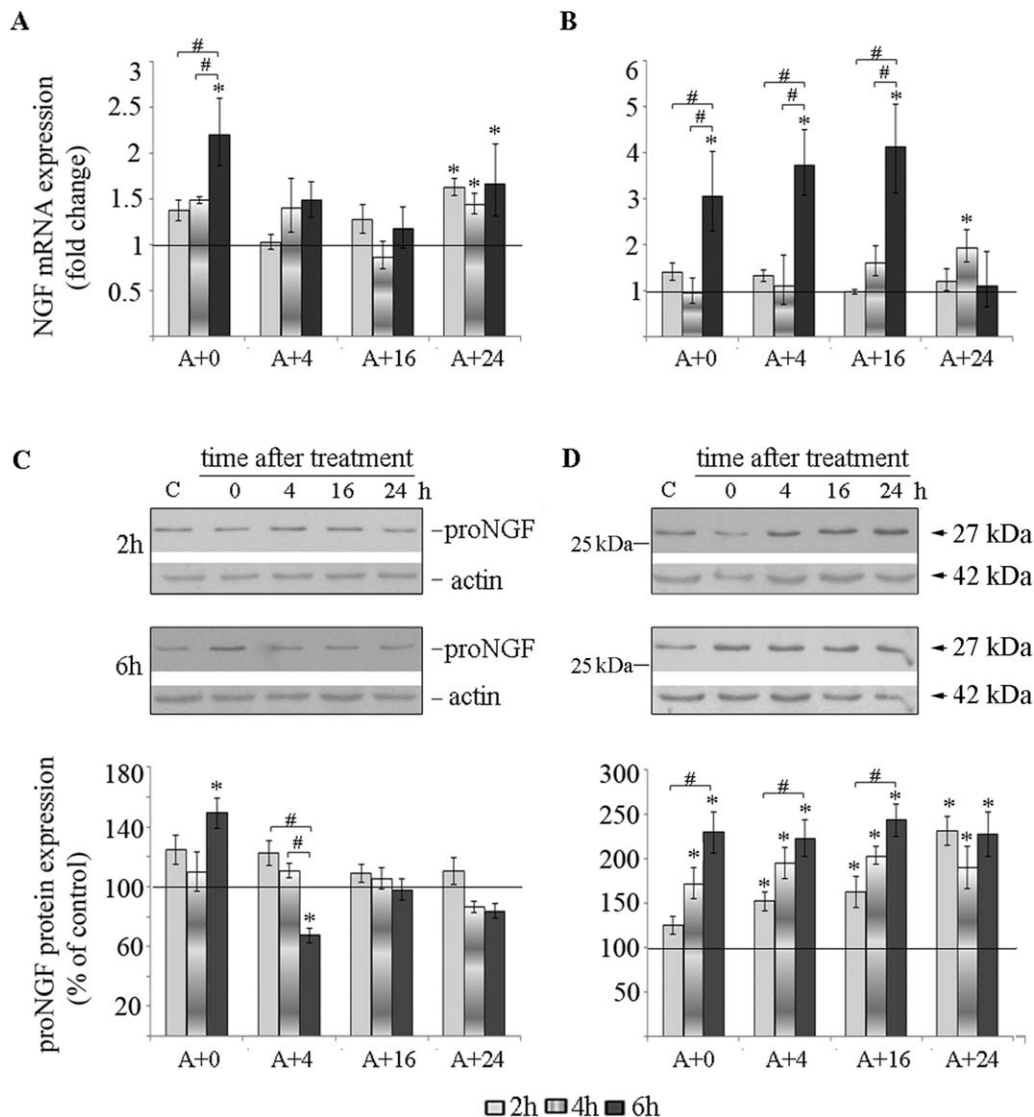 A
NGF mRNA expression
(fold change)
3
2.5
2
1.5
1
0.5
#
#
*
*
*
*
A+0 A+4 A+16 A+24
B
6
5
4
3
2
1
#
#
*
#
#
*
#
#
*
*
A+0 A+4 A+16 A+24
C
time after treatment
C 0 4 16 24 h
2h
–proNGF
– actin
6h
–proNGF
– actin
D
time after treatment
C 0 4 16 24
25 kDa
27 kDa
42 kDa
25 kDa
27 kDa
42 kDa
proNGF protein expression
(% of control)
180
140
100
60
20
*
#
#
*
A+0 A+4 A+16 A+24
300
250
200
150
100
50
#
*
*
#
*
*
*
#
*
*
*
*
*
*
A+0 A+4 A+16 A+24
2h 4h 6h